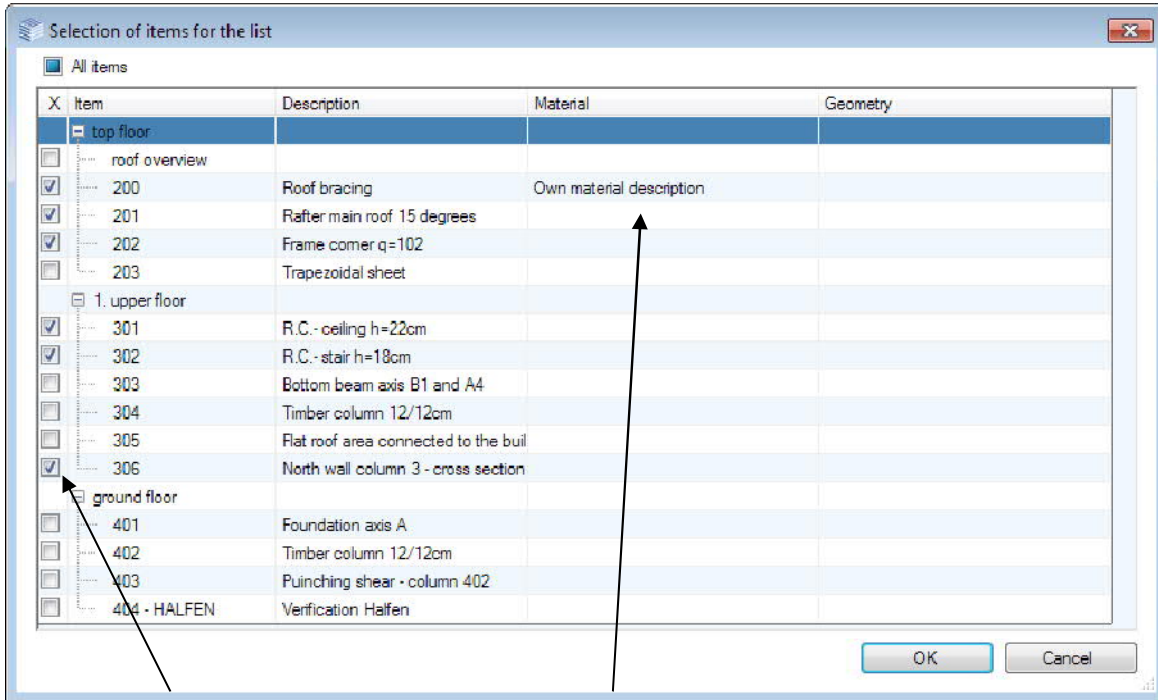 Selection of items for the list
All items
X Item Description Material Geometry
top floor
roof overview
200 Roof bracing Own material description
201 Rafter main roof 15 degrees
202 Frame corner q=102
203 Trapezoidal sheet
1. upper floor
301 R.C.- ceiling h=22cm
302 R.C.- stair h=18cm
303 Bottom beam axis B1 and A4
304 Timber column 12/12cm
305 Flat roof area connected to the buil
306 North wall column 3 - cross section
ground floor
401 Foundation axis A
402 Timber column 12/12cm
403 Puinching shear - column 402
404 - HALFEN Verification Halfen
OK Cancel